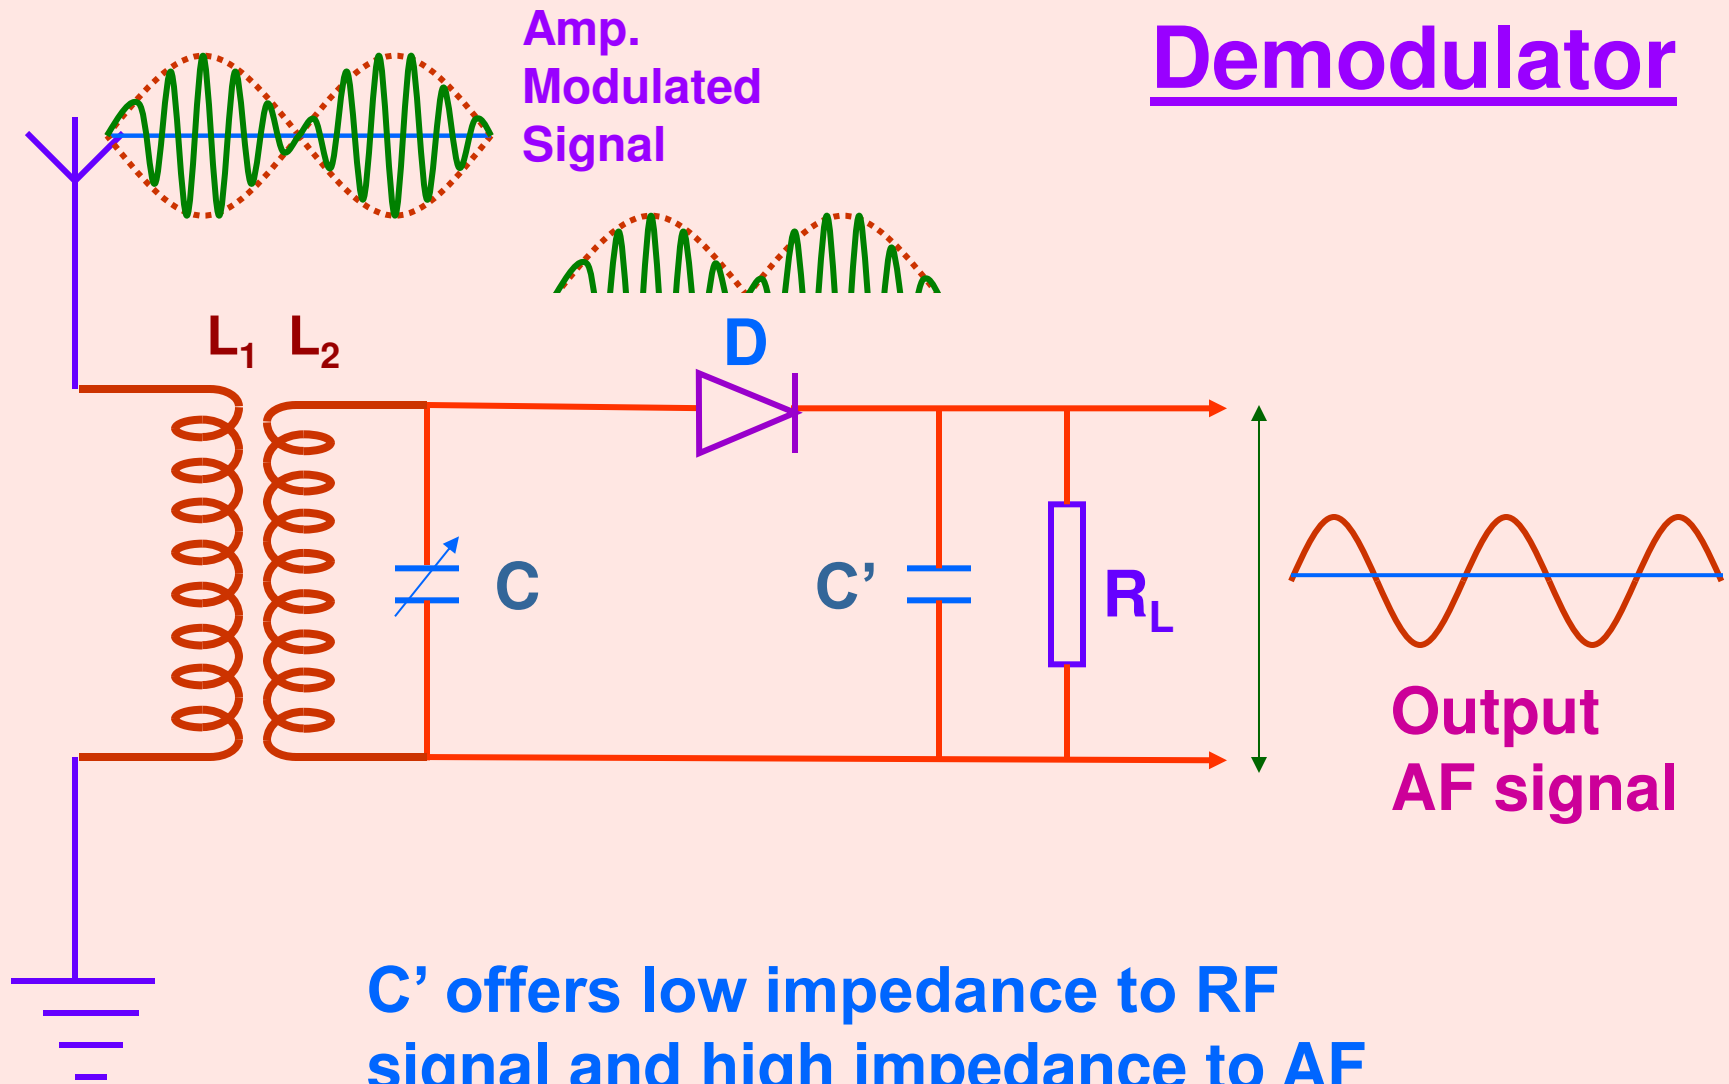 Amp.
Modulated
Signal
Demodulator
L1 L2
D
C
C’
RL
Output
AF signal
C’ offers low impedance to RF
signal and high impedance to AF